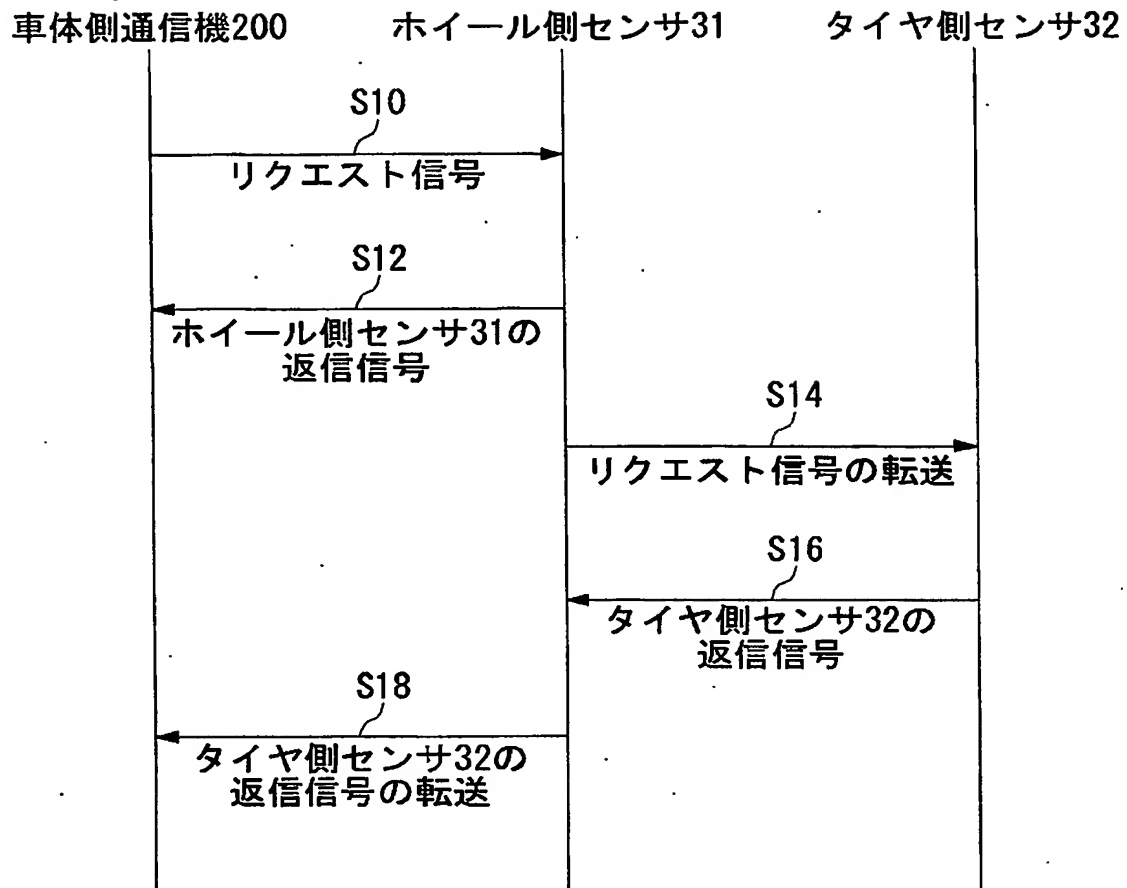 車体側通信機200
ホイール側センサ31
タイヤ側センサ32
S10
リクエスト信号
S12
ホイール側センサ31の
返信信号
S14
リクエスト信号の転送
S16
タイヤ側センサ32の
返信信号
S18
タイヤ側センサ32の
返信信号の転送